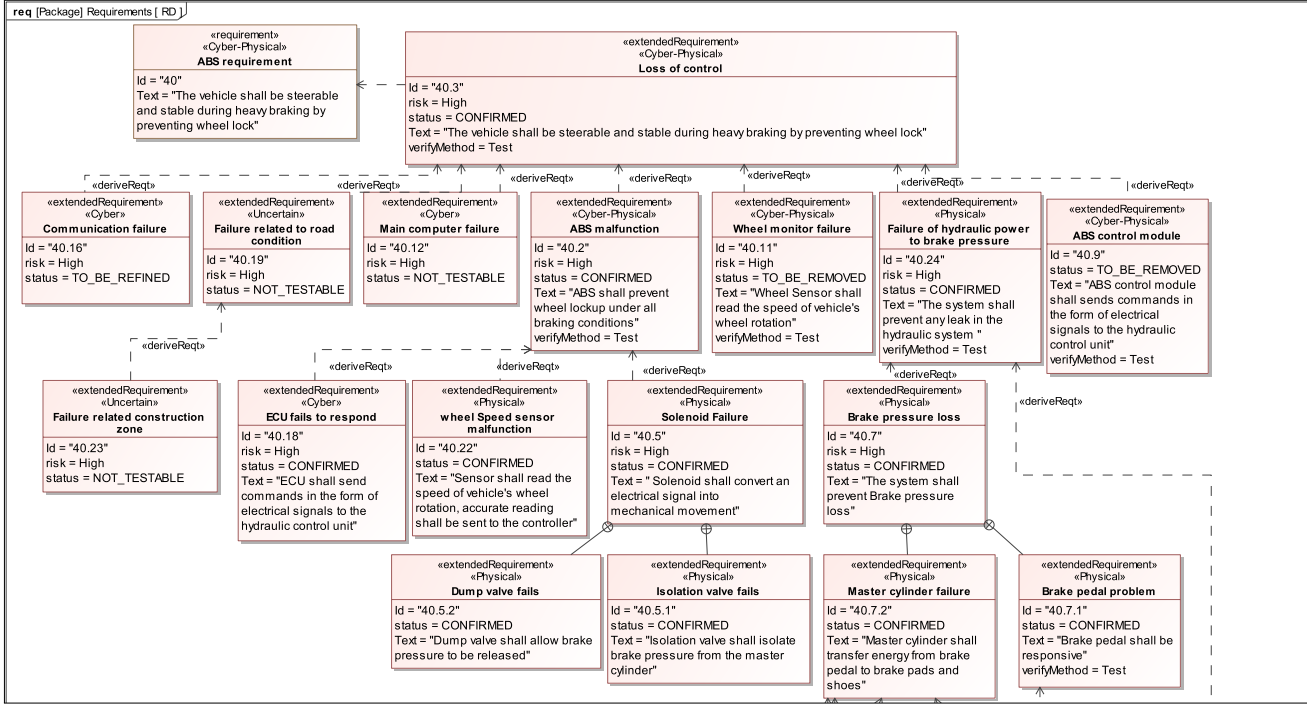 req [Package] Requirements [ RD ]
«requirement»
«Cyber-Physical»
ABS requirement
Id = "40"
Text = "The vehicle shall be steerable
and stable during heavy braking by
preventing wheel lock"
«extendedRequirement»
«Cyber-Physical»
Loss of control
Id = "40.3"
risk = High
status = CONFIRMED
Text = "The vehicle shall be steerable and stable during heavy braking by preventing wheel lock"
verifyMethod = Test
«deriveReqt»
«deriveReqt»
«deriveReqt»
«deriveReqt»
«deriveReqt»
«deriveReqt»
«deriveReqt»
«extendedRequirement»
«Cyber»
Communication failure
Id = "40.16"
risk = High
status = TO_BE_REFINED
«extendedRequirement»
«Uncertain»
Failure related to road
condition
Id = "40.19"
risk = High
status = NOT_TESTABLE
«extendedRequirement»
«Cyber»
Main computer failure
Id = "40.12"
risk = High
status = NOT_TESTABLE
«extendedRequirement»
«Cyber-Physical»
ABS malfunction
Id = "40.2"
risk = High
status = CONFIRMED
Text = "ABS shall prevent
wheel lockup under all
braking conditions"
verifyMethod = Test
«extendedRequirement»
«Cyber-Physical»
Wheel monitor failure
Id = "40.11"
risk = High
status = TO_BE_REMOVED
Text = "Wheel Sensor shall
read the speed of vehicle's
wheel rotation"
verifyMethod = Test
«extendedRequirement»
«Physical»
Failure of hydraulic power
to brake pressure
Id = "40.24"
risk = High
status = CONFIRMED
Text = "The system shall
prevent any leak in the
hydraulic system "
verifyMethod = Test
«extendedRequirement»
«Cyber-Physical»
ABS control module
Id = "40.9"
status = TO_BE_REMOVED
Text = "ABS control module
shall sends commands in
the form of electrical
signals to the hydraulic
control unit"
verifyMethod = Test
«deriveReqt»
«deriveReqt»
«deriveReqt»
«deriveReqt»
«deriveReqt»
«deriveReqt»
«extendedRequirement»
«Uncertain»
Failure related construction
zone
Id = "40.23"
risk = High
status = NOT_TESTABLE
«extendedRequirement»
«Cyber»
ECU fails to respond
Id = "40.18"
risk = High
status = CONFIRMED
Text = "ECU shall send
commands in the form of
electrical signals to the
hydraulic control unit"
«extendedRequirement»
«Physical»
wheel Speed sensor
malfunction
Id = "40.22"
status = CONFIRMED
Text = "Sensor shall read the
speed of vehicle's wheel
rotation, accurate reading
shall be sent to the controller"
«extendedRequirement»
«Physical»
Solenoid Failure
Id = "40.5"
risk = High
status = CONFIRMED
Text = " Solenoid shall convert an
electrical signal into
mechanical movement"
«extendedRequirement»
«Physical»
Brake pressure loss
Id = "40.7"
risk = High
status = CONFIRMED
Text = "The system shall
prevent Brake pressure
loss"
«extendedRequirement»
«Physical»
Dump valve fails
Id = "40.5.2"
status = CONFIRMED
Text = "Dump valve shall allow brake
pressure to be released"
«extendedRequirement»
«Physical»
Isolation valve fails
Id = "40.5.1"
status = CONFIRMED
Text = "Isolation valve shall isolate
brake pressure from the master
cylinder"
«extendedRequirement»
«Physical»
Master cylinder failure
Id = "40.7.2"
status = CONFIRMED
Text = "Master cylinder shall
transfer energy from brake
pedal to brake pads and
shoes"
«extendedRequirement»
«Physical»
Brake pedal problem
Id = "40.7.1"
status = CONFIRMED
Text = "Brake pedal shall be
responsive"
verifyMethod = Test